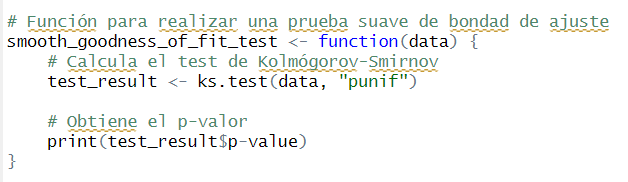 # Función para realizar una prueba suave de bondad de ajuste
smooth_goodness_of_fit_test <- function(data) {
    # Calcula el test de Kolmógorov-Smirnov
    test_result <- ks.test(data, "punif")
    # Obtiene el p-valor
    print(test_result$p-value)
}